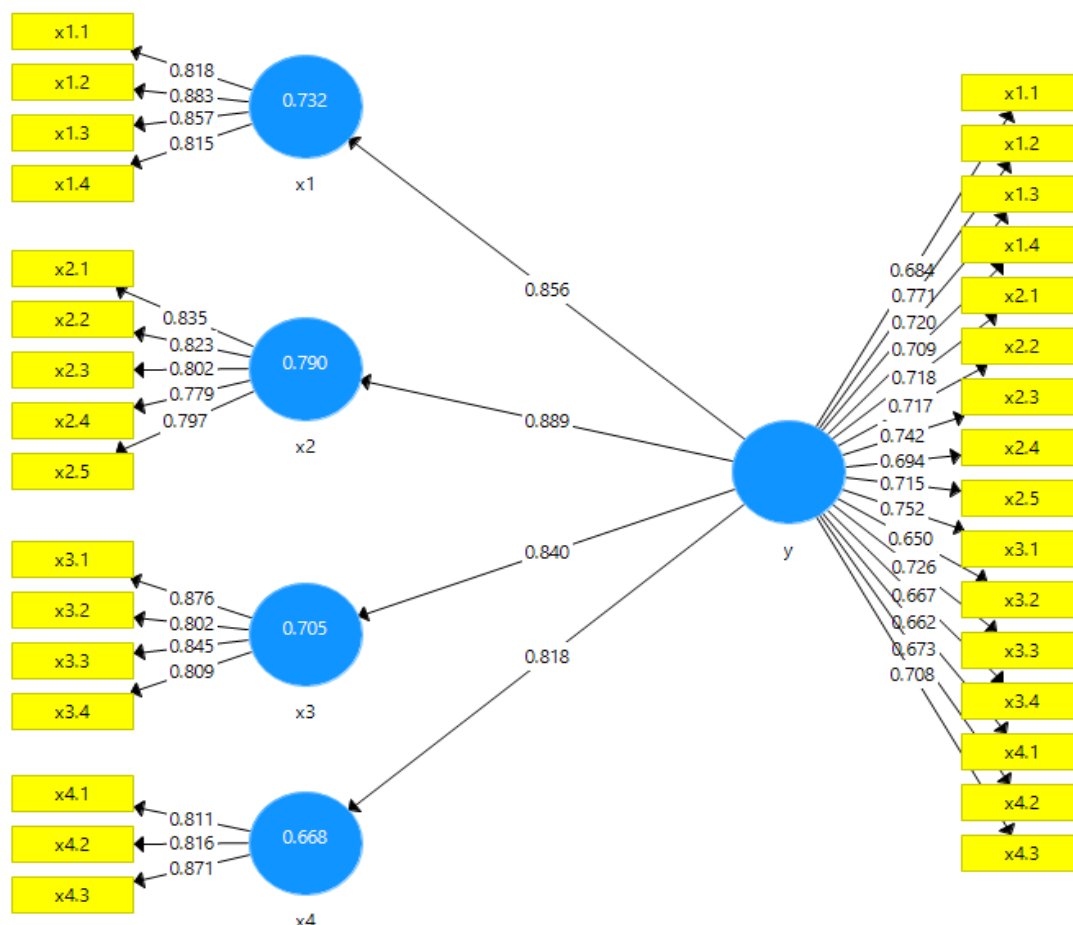 x1.1
x1.2
x1.3
x1.4
0.818
0.883
0.857
0.815
0.732
x1
x2.1
x2.2
x2.3
x2.4
x2.5
0.835
0.823
0.802
0.779
0.797
0.790
x2
x3.1
x3.2
x3.3
x3.4
0.876
0.802
0.845
0.809
0.705
x3
x4.1
x4.2
x4.3
0.811
0.816
0.871
0.668
x4
0.856
0.889
0.840
0.818
y
0.684
0.771
0.720
0.709
0.718
0.717
0.742
0.694
0.715
0.752
0.650
0.726
0.667
0.662
0.673
0.708
x1.1
x1.2
x1.3
x1.4
x2.1
x2.2
x2.3
x2.4
x2.5
x3.1
x3.2
x3.3
x3.4
x4.1
x4.2
x4.3